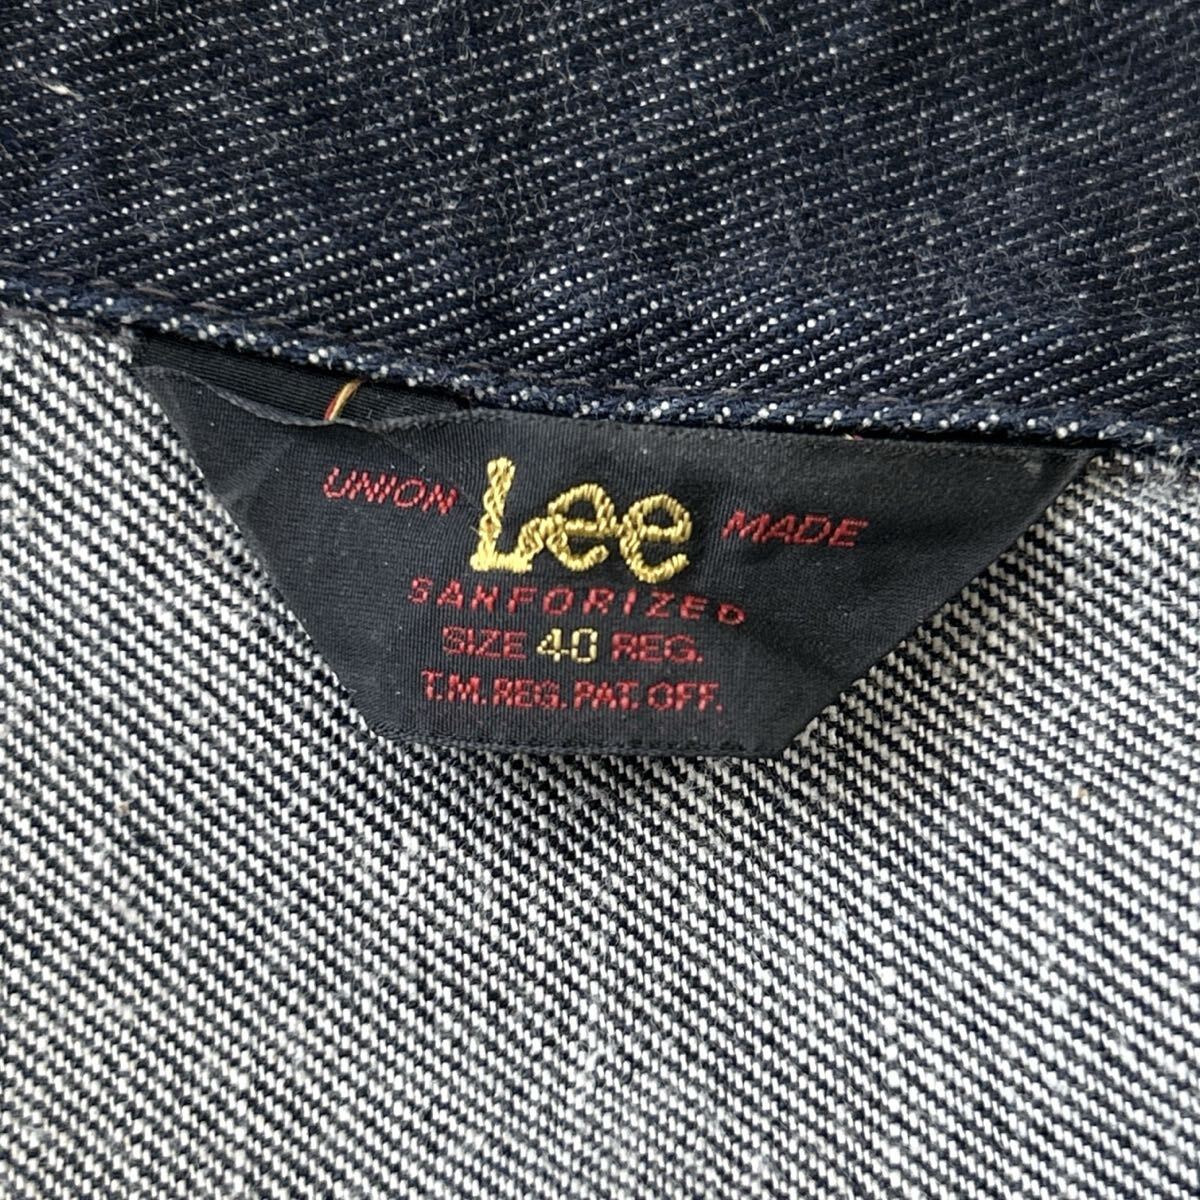 UNION Lee MADE
SANFORIZED
SIZE 40 REG.
T.M. REG. PAT. OFF.